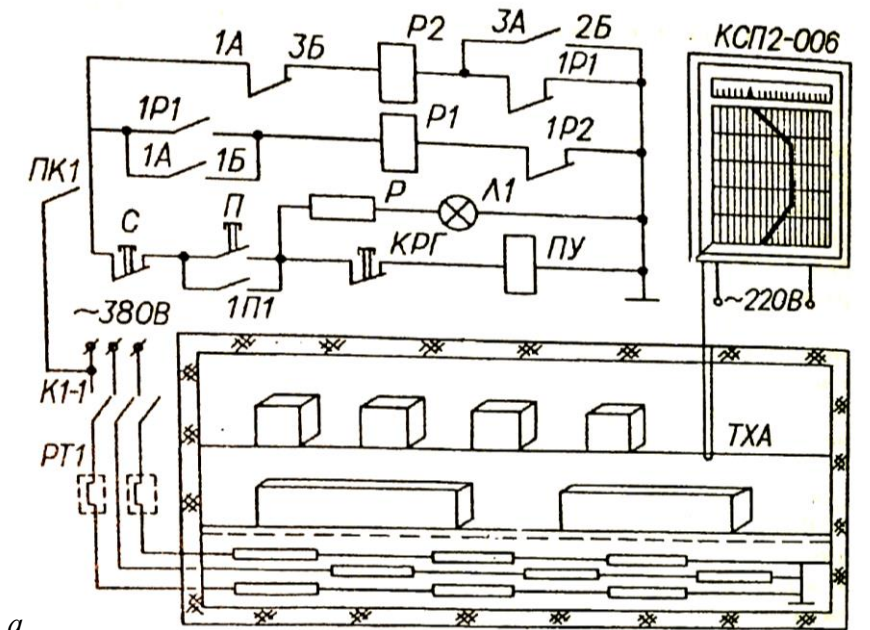 Р2 3А 2Б КСП2-006
1А 3Б
1Р1
1Р1 Р1 1Р2
1А 1Б
ПК1
С П Р Л1
КРГ ПУ
1П1
~380В ~220В
К1-1
РТ1 ТХА
а